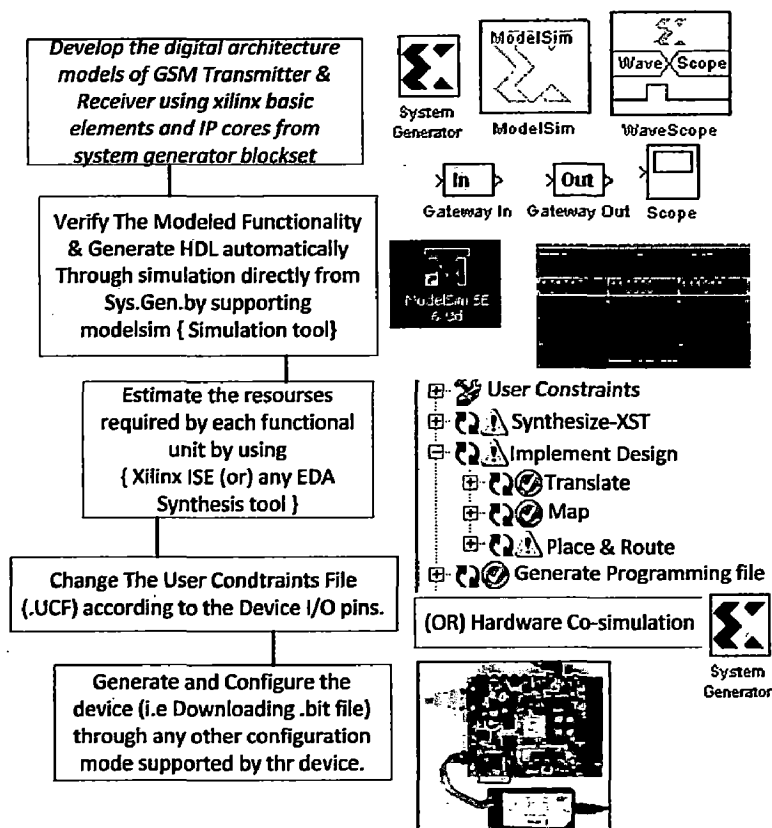 Develop the digital architecture
models of GSM Transmitter &
Receiver using xilinx basic
elements and IP cores from
system generator blockset
System
Generator
ModelSim
ModelSim
Wave Scope
WaveScope
In
Gateway In
Out
Gateway Out
Scope
Verify The Modeled Functionality
& Generate HDL automatically
Through simulation directly from
Sys.Gen.by supporting
modelsim { Simulation tool}
ModelSim SE
Estimate the resourses
required by each functional
unit by using
{ Xilinx ISE (or) any EDA
Synthesis tool }
User Constraints
Synthesize-XST
Implement Design
Translate
Map
Place & Route
Generate Programming file
Change The User Condtraints File
(.UCF) according to the Device I/O pins.
(OR) Hardware Co-simulation
System
Generator
Generate and Configure the
device (i.e Downloading .bit file)
through any other configuration
mode supported by thr device.